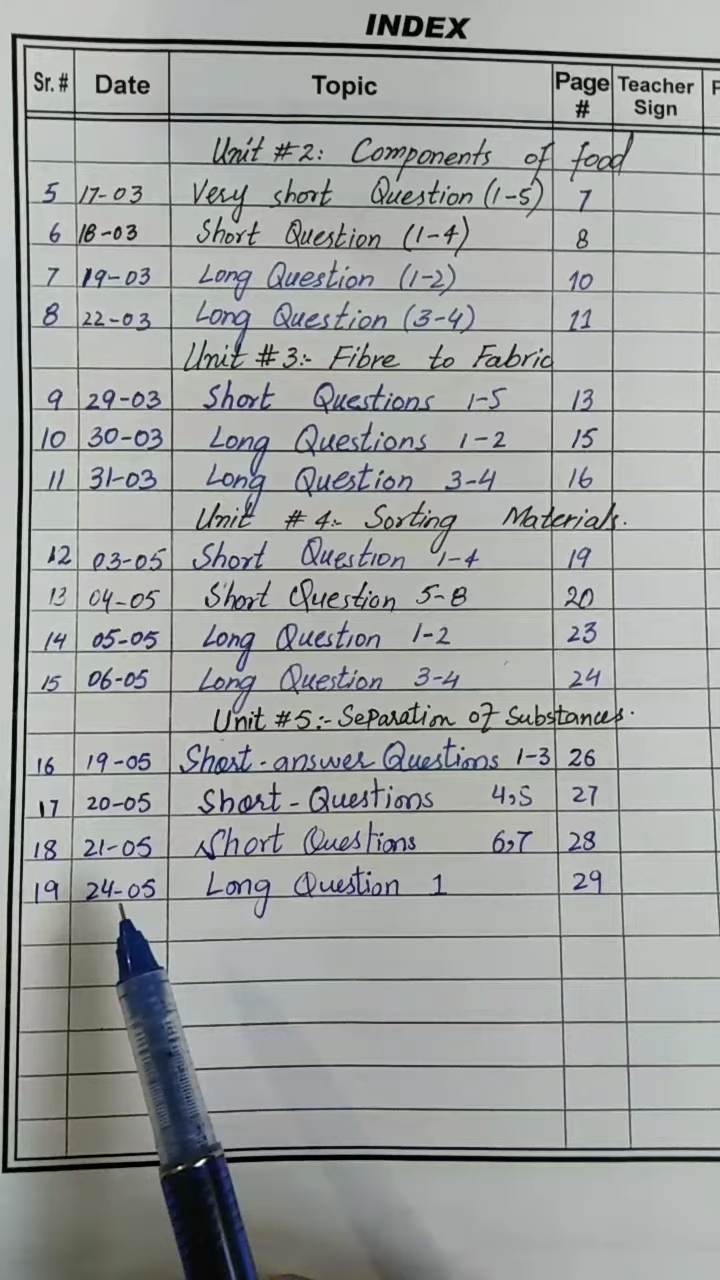 INDEX
Sr. # Date Topic Page # Teacher Sign
Unit #2: Components of food
5 17-03 Very short Question (1-5) 7
6 18-03 Short Question (1-4) 8
7 19-03 Long Question (1-2) 10
8 22-03 Long Question (3-4) 11
Unit #3:- Fibre to Fabric
9 29-03 Short Questions 1-5 13
10 30-03 Long Questions 1-2 15
11 31-03 Long Question 3-4 16
Unit #4:- Sorting Materials.
12 03-05 Short Question 1-4 19
13 04-05 Short Question 5-8 20
14 05-05 Long Question 1-2 23
15 06-05 Long Question 3-4 24
Unit #5:- Separation of Substances.
16 19-05 Short-answer Questions 1-3 26
17 20-05 Short-Questions 4,5 27
18 21-05 Short Questions 6,7 28
19 24-05 Long Question 1 29